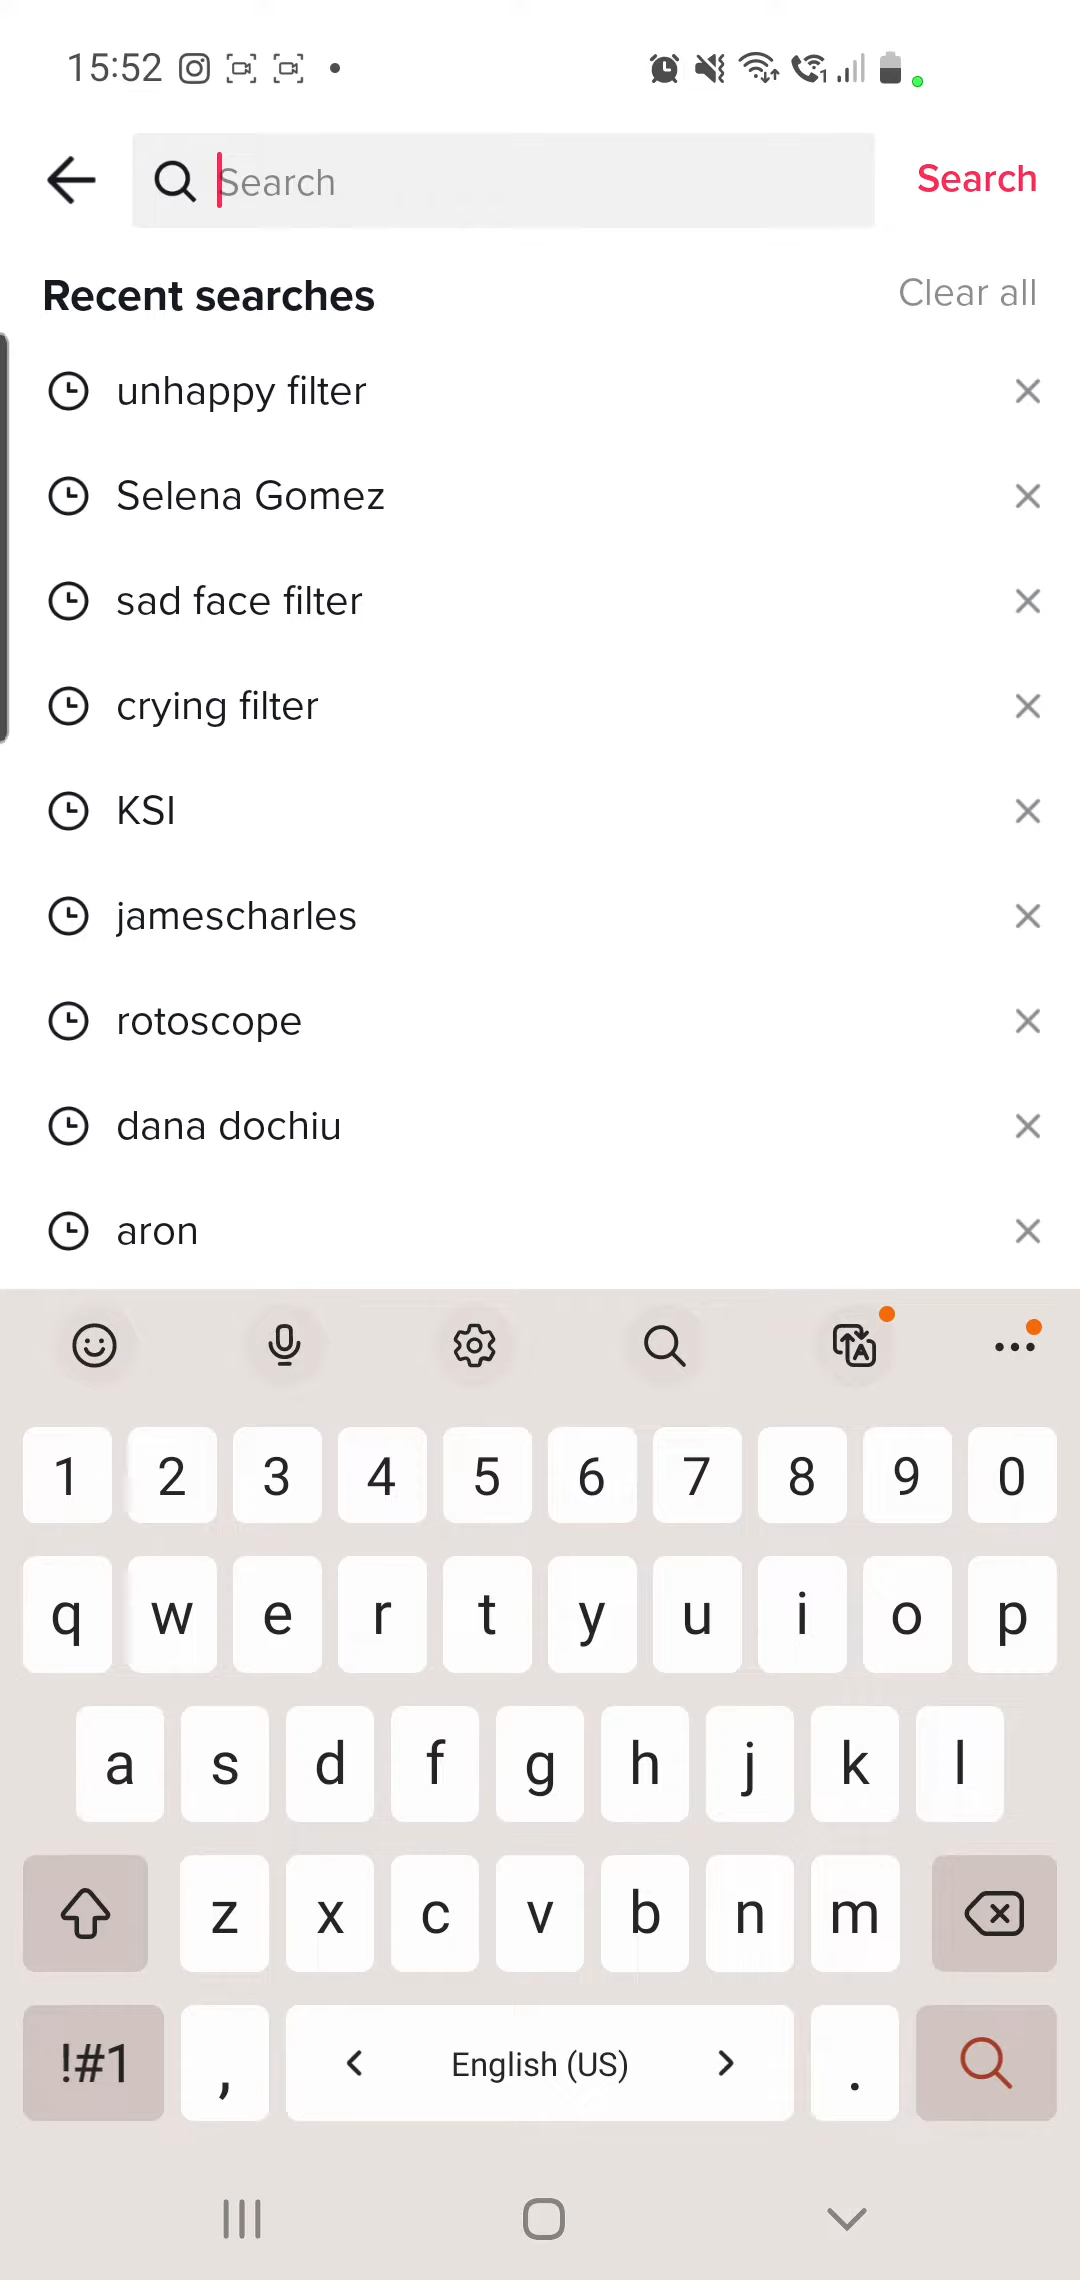 15:52
Search
Search
Recent searches
Clear all
unhappy filter
Selena Gomez
sad face filter
crying filter
KSI
jamescharles
rotoscope
dana dochiu
aron
1 2 3 4 5 6 7 8 9 0
q w e r t y u i o p
a s d f g h j k l
z x c v b n m
!#1 , < English (US) > .